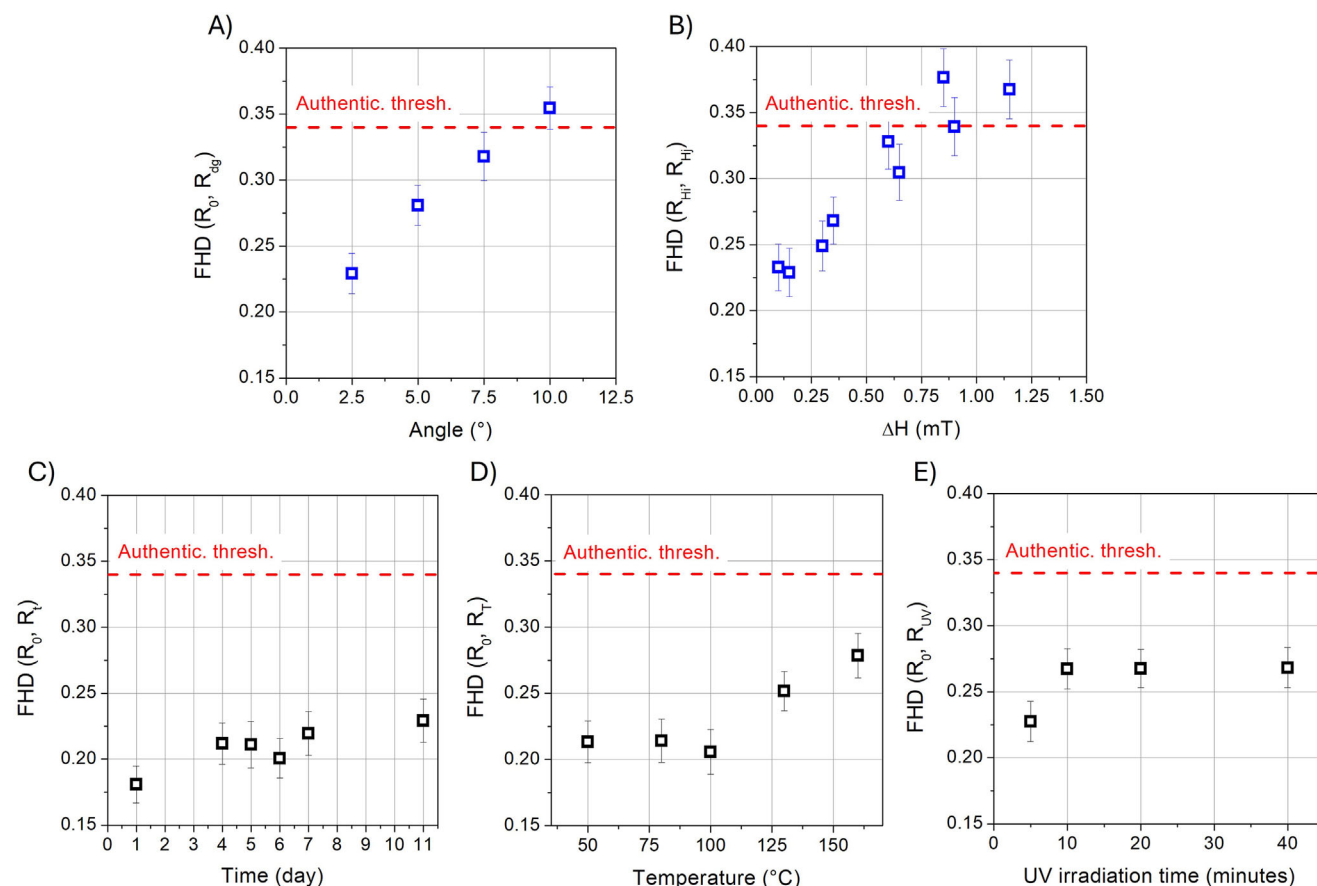 A)
0.40
0.35
0.30
0.25
0.20
0.15
FHD (R0, Rdg)
Authentic. thresh.
0.0 2.5 5.0 7.5 10.0 12.5
Angle (°)
B)
0.40
0.35
0.30
0.25
0.20
0.15
FHD (RHi, RHj)
Authentic. thresh.
0.00 0.25 0.50 0.75 1.00 1.25 1.50
ΔH (mT)
C)
0.40
0.35
0.30
0.25
0.20
0.15
FHD (R0, Rt)
Authentic. thresh.
0 1 2 3 4 5 6 7 8 9 10 11
Time (day)
D)
0.40
0.35
0.30
0.25
0.20
0.15
FHD (R0, RT)
Authentic. thresh.
50 75 100 125 150
Temperature (°C)
E)
0.40
0.35
0.30
0.25
0.20
0.15
FHD (R0, RUV)
Authentic. thresh.
0 10 20 30 40
UV irradiation time (minutes)